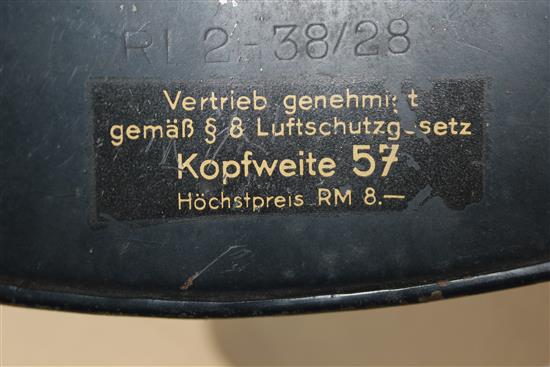 RL 2-38/28
Vertrieb genehmigt
gemäß § 8 Luftschutzgesetz
Kopfweite 57
Höchstpreis RM 8.—